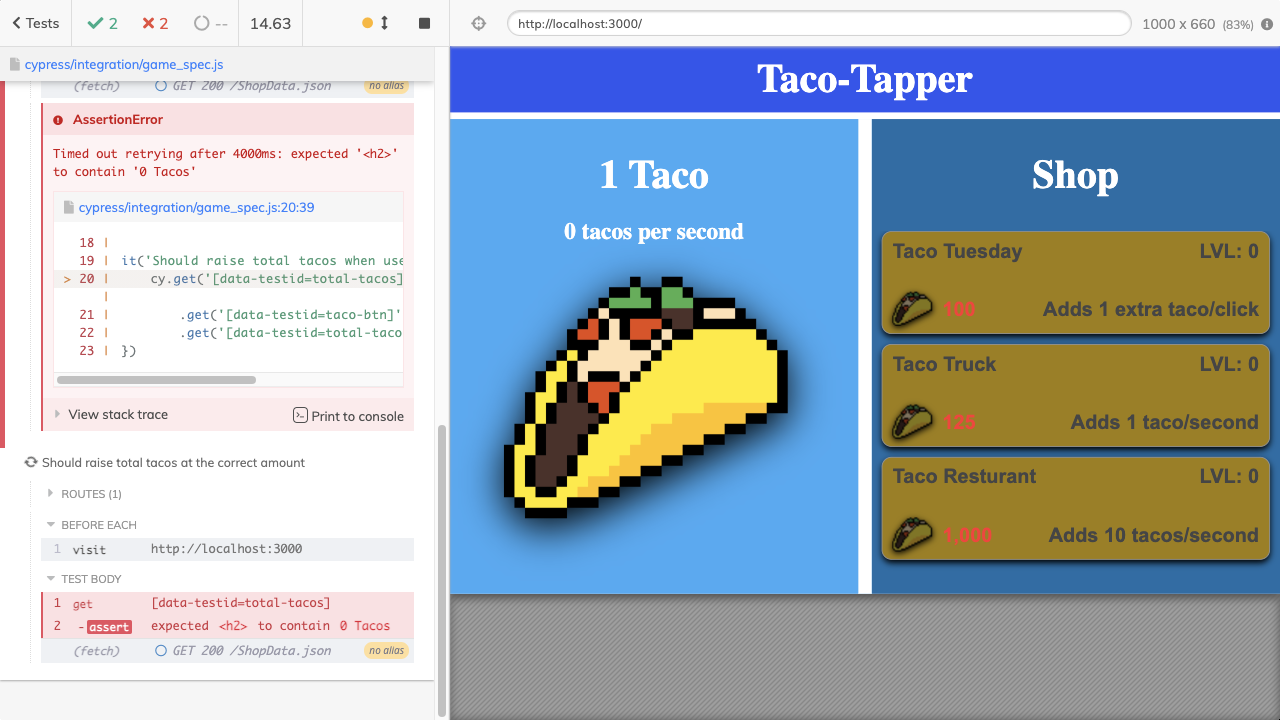 Tests
2
2
--
14.63
http://localhost:3000/
1000 x 660 (83%)
cypress/integration/game_spec.js
(fetch) GET 200 /ShopData.json no alias
AssertionError
Timed out retrying after 4000ms: expected '<h2>'
to contain '0 Tacos'
cypress/integration/game_spec.js:20:39
18 |
19 | it('Should raise total tacos when use
> 20 | cy.get('[data-testid=total-tacos]
|
21 | .get('[data-testid=taco-btn]'
22 | .get('[data-testid=total-taco
23 | })
View stack trace
Print to console
Should raise total tacos at the correct amount
ROUTES (1)
BEFORE EACH
1 visit http://localhost:3000
TEST BODY
1 get [data-testid=total-tacos]
2 -assert expected <h2> to contain 0 Tacos
(fetch) GET 200 /ShopData.json no alias
Taco-Tapper
1 Taco
0 tacos per second
Shop
Taco Tuesday LVL: 0
100 Adds 1 extra taco/click
Taco Truck LVL: 0
125 Adds 1 taco/second
Taco Resturant LVL: 0
1,000 Adds 10 tacos/second